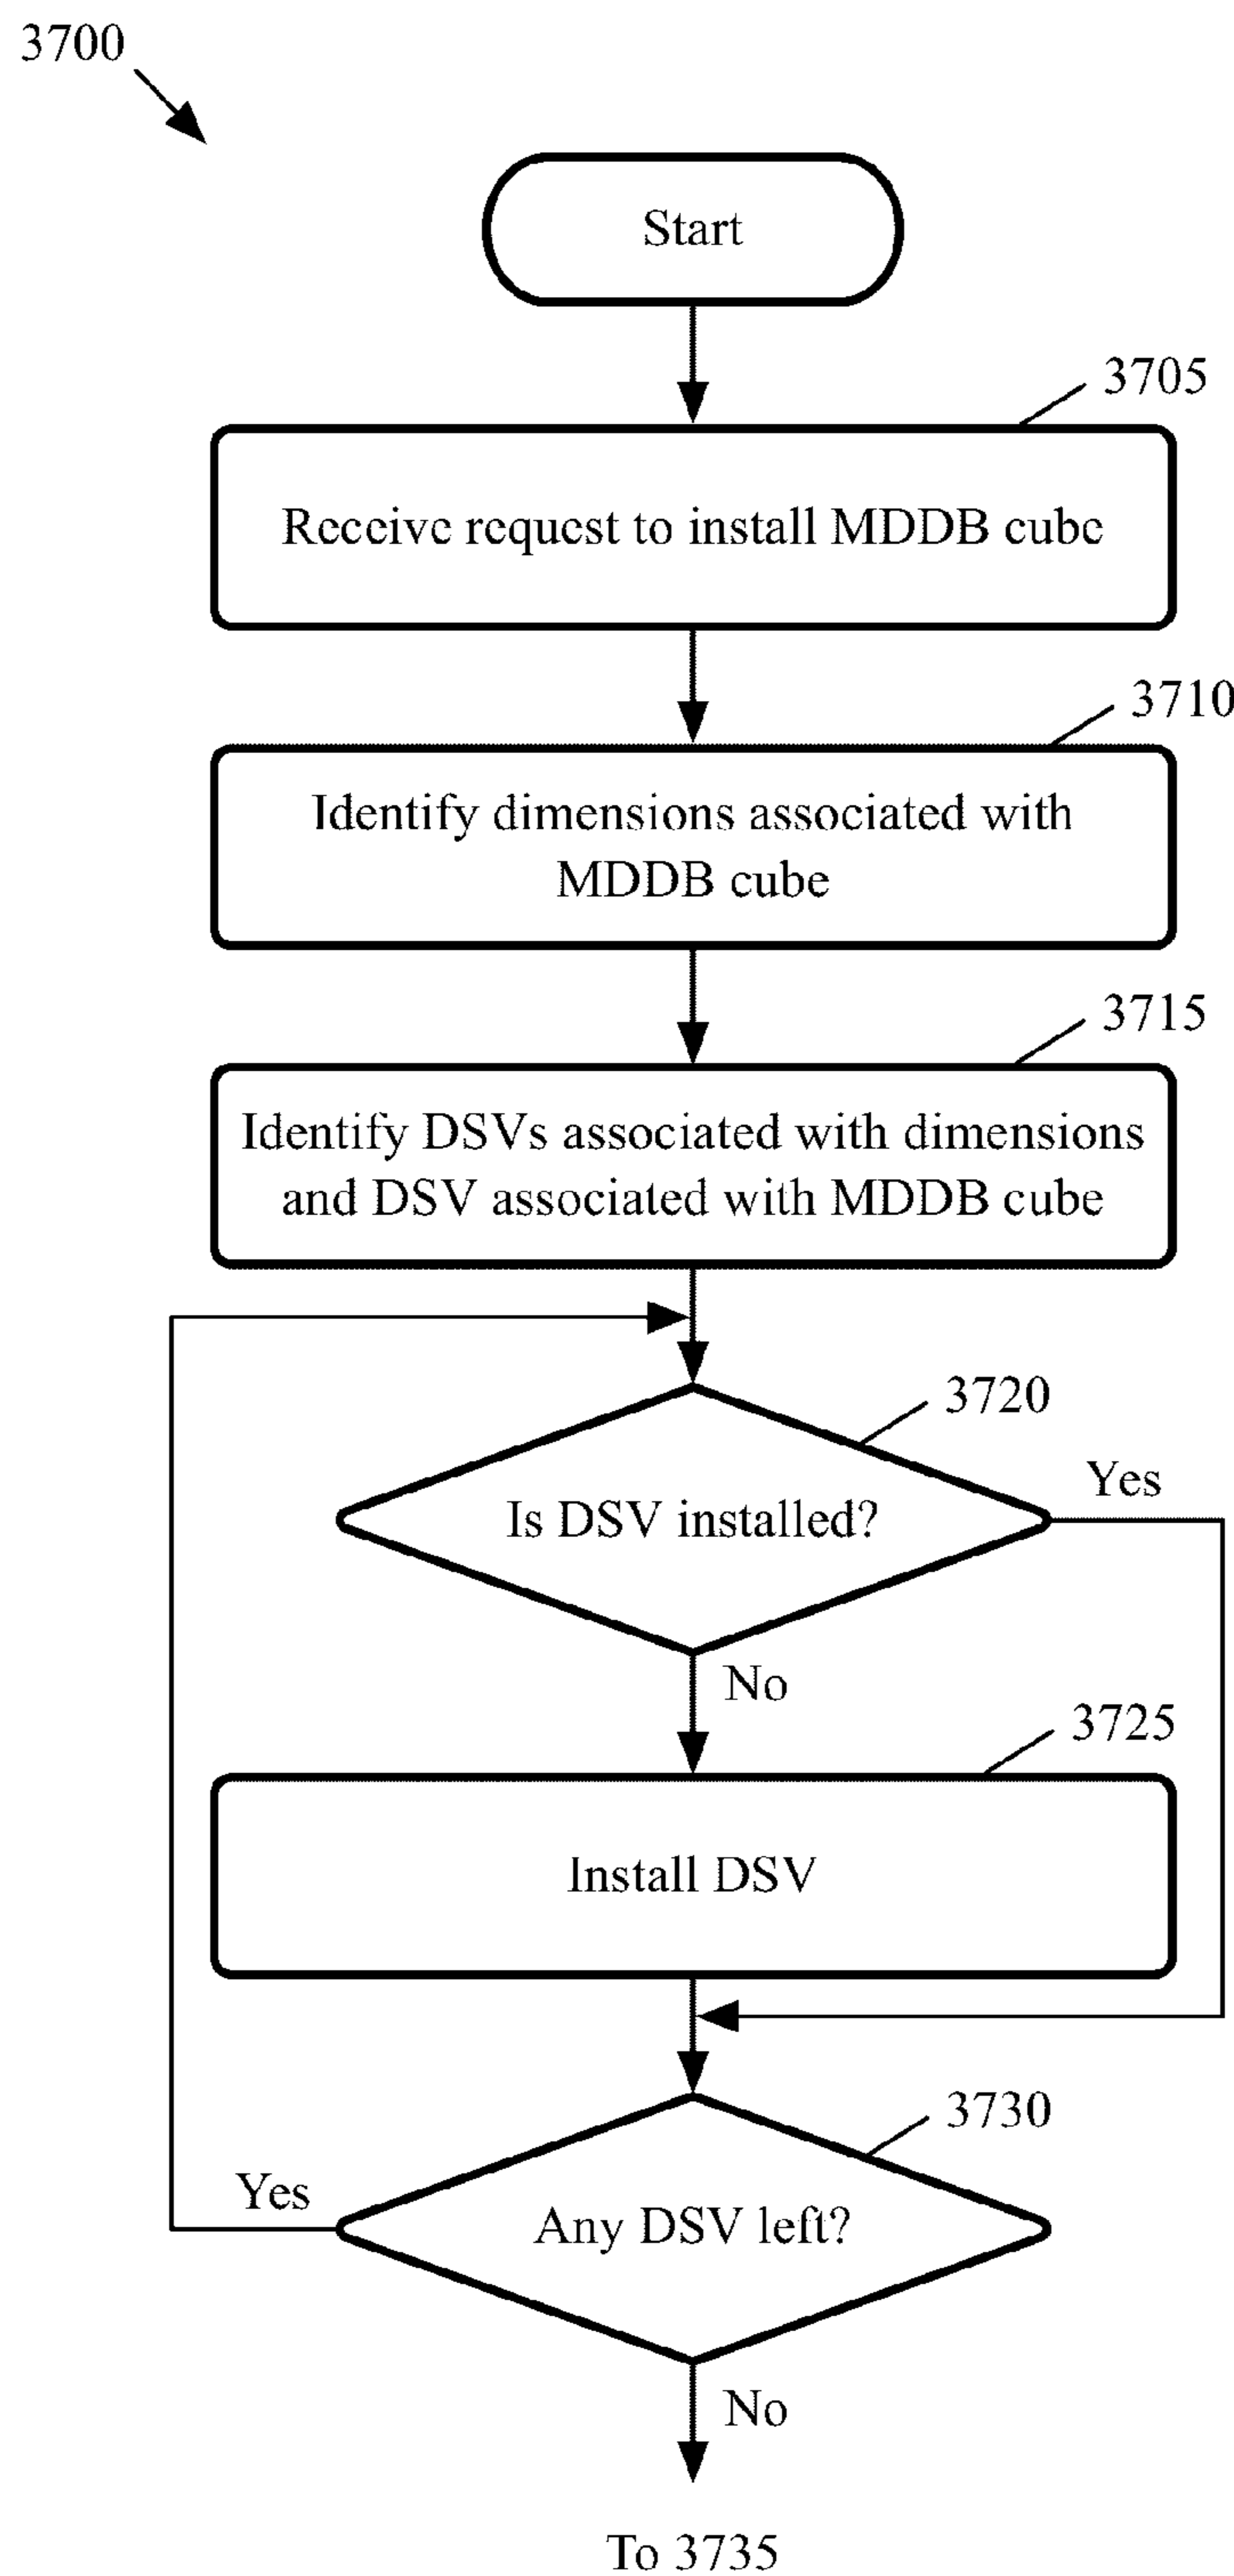 3700
Start
3705
Receive request to install MDDB cube
3710
Identify dimensions associated with
MDDB cube
3715
Identify DSVs associated with dimensions
and DSV associated with MDDB cube
3720
Yes
Is DSV installed?
No
3725
Install DSV
3730
Yes
Any DSV left?
No
To 3735